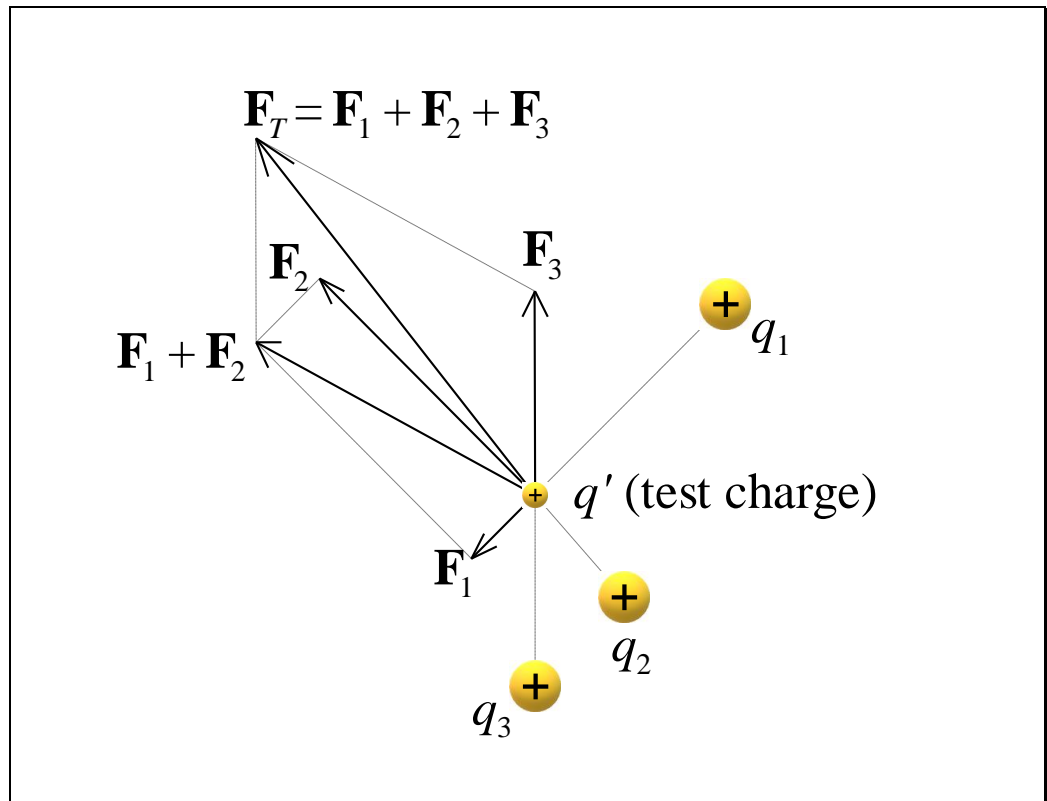 F_T = F_1 + F_2 + F_3
F_3
F_2
+
q_1
F_1 + F_2
+
q′ (test charge)
F_1
+
q_2
+
q_3